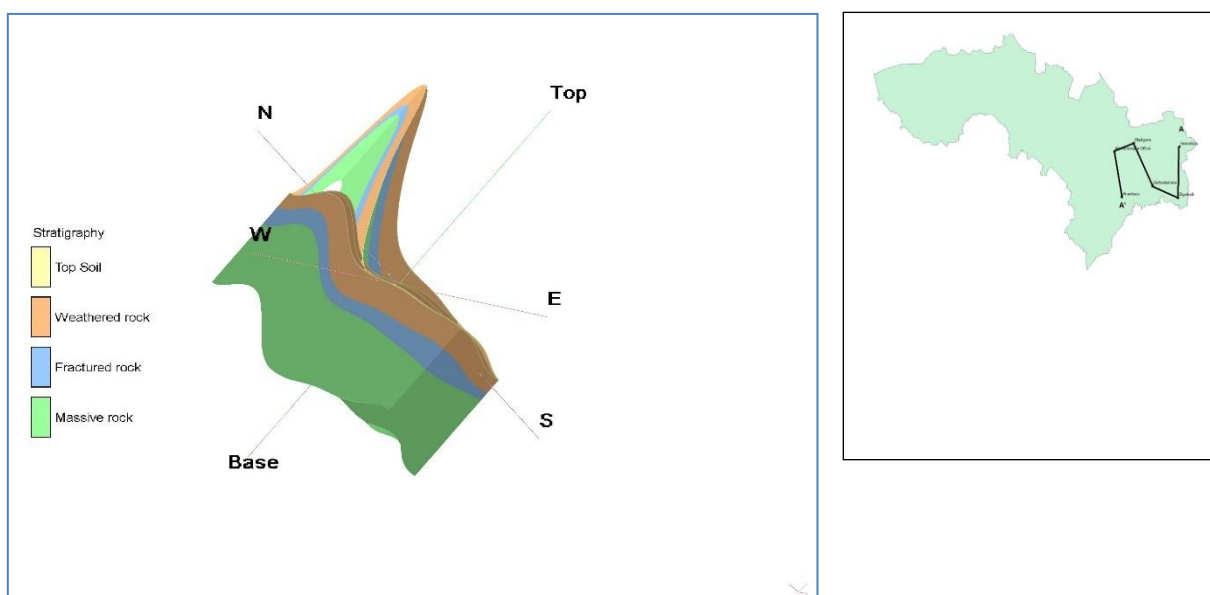 N
Top
W
E
S
Base
Stratigraphy
Top Soil
Weathered rock
Fractured rock
Massive rock
A
A'